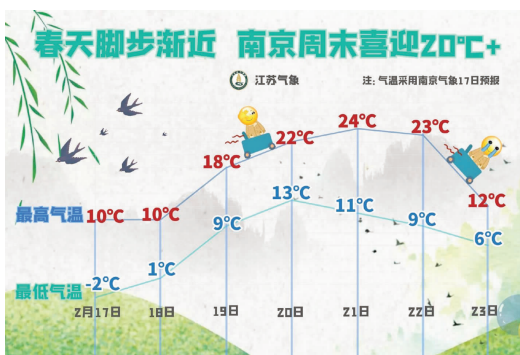 春天脚步渐近 南京周末喜迎20℃+
江苏气象
注:气温采用南京气象17日预报
24℃
23℃
22℃
18℃
12℃
最高气温 10℃ 10℃
13℃
11℃
9℃
9℃
6℃
1℃
最低气温 -2℃
2月17日 18日 19日 20日 21日 22日 23日